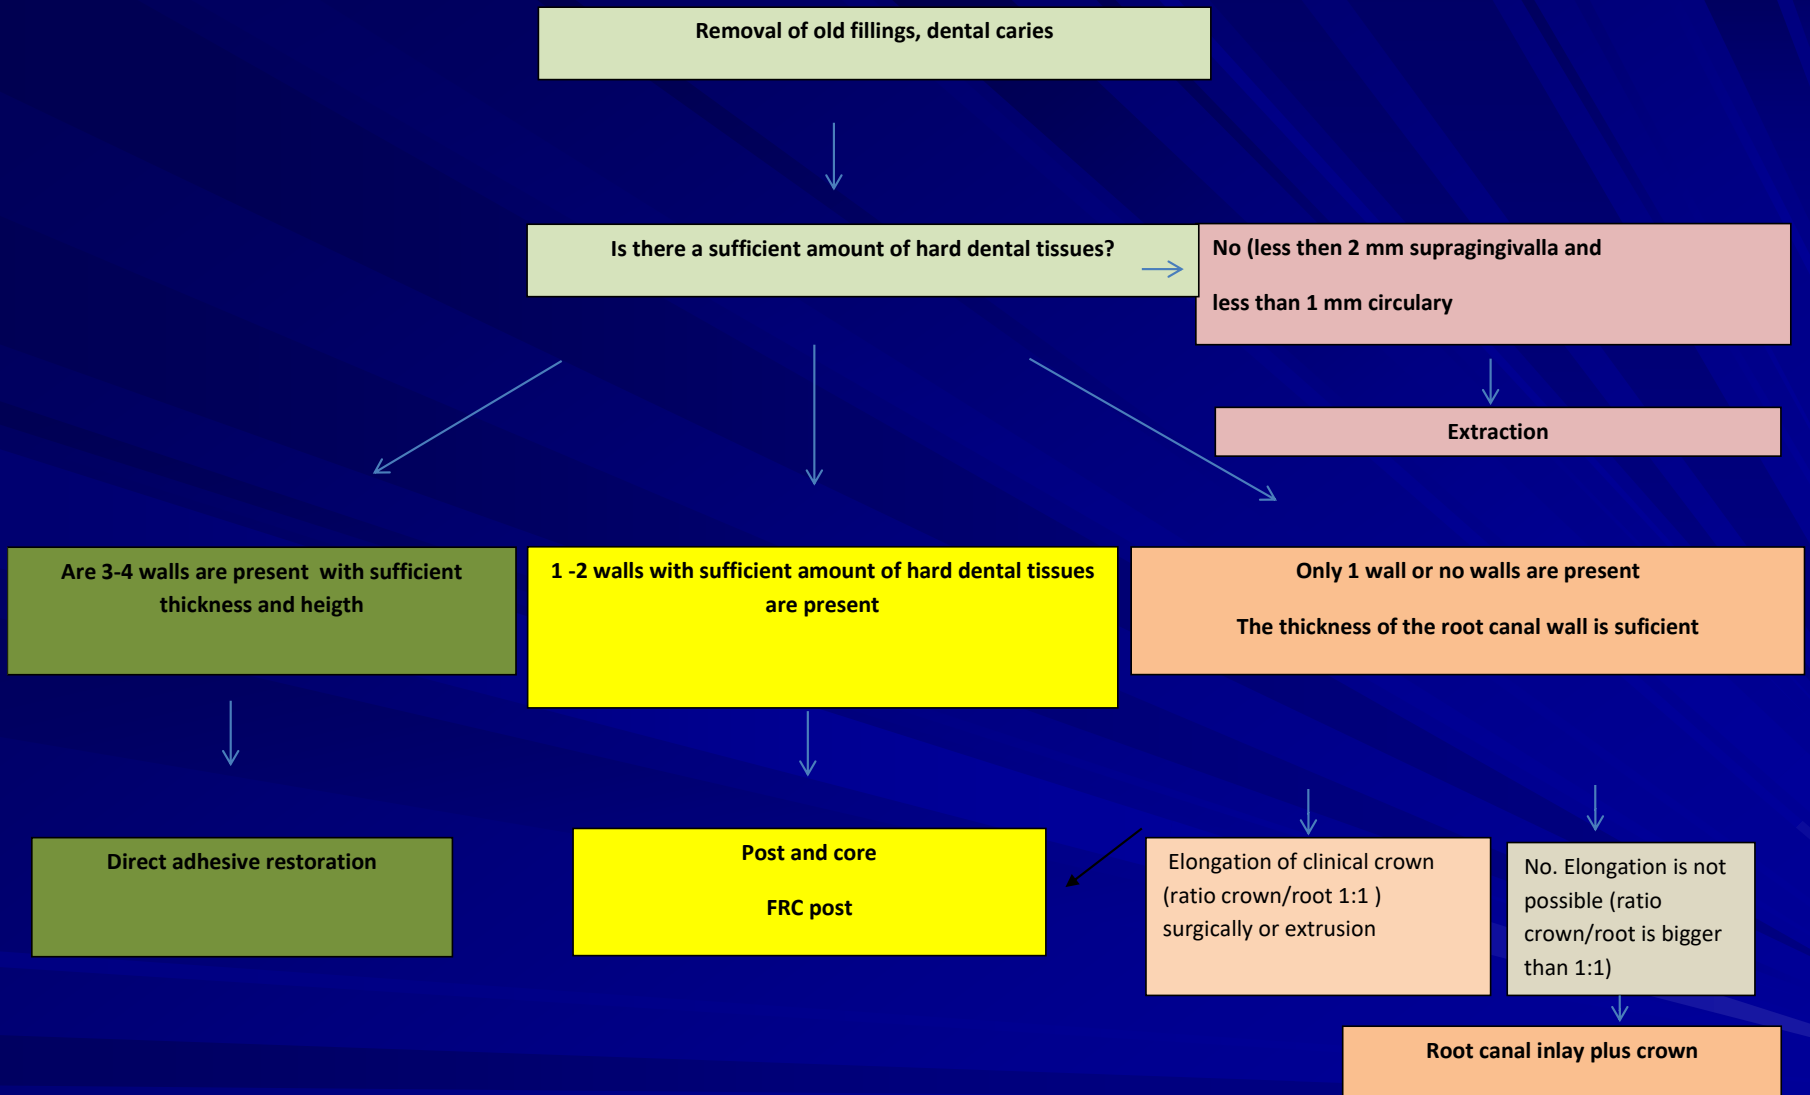 Removal of old fillings, dental caries
Is there a sufficient amount of hard dental tissues?
No (less then 2 mm supragingivalla and
less than 1 mm circulary
Extraction
Are 3-4 walls are present with sufficient
thickness and heigth
1 -2 walls with sufficient amount of hard dental tissues
are present
Only 1 wall or no walls are present
The thickness of the root canal wall is suficient
Direct adhesive restoration
Post and core
FRC post
Elongation of clinical crown
(ratio crown/root 1:1 )
surgically or extrusion
No. Elongation is not
possible (ratio
crown/root is bigger
than 1:1)
Root canal inlay plus crown